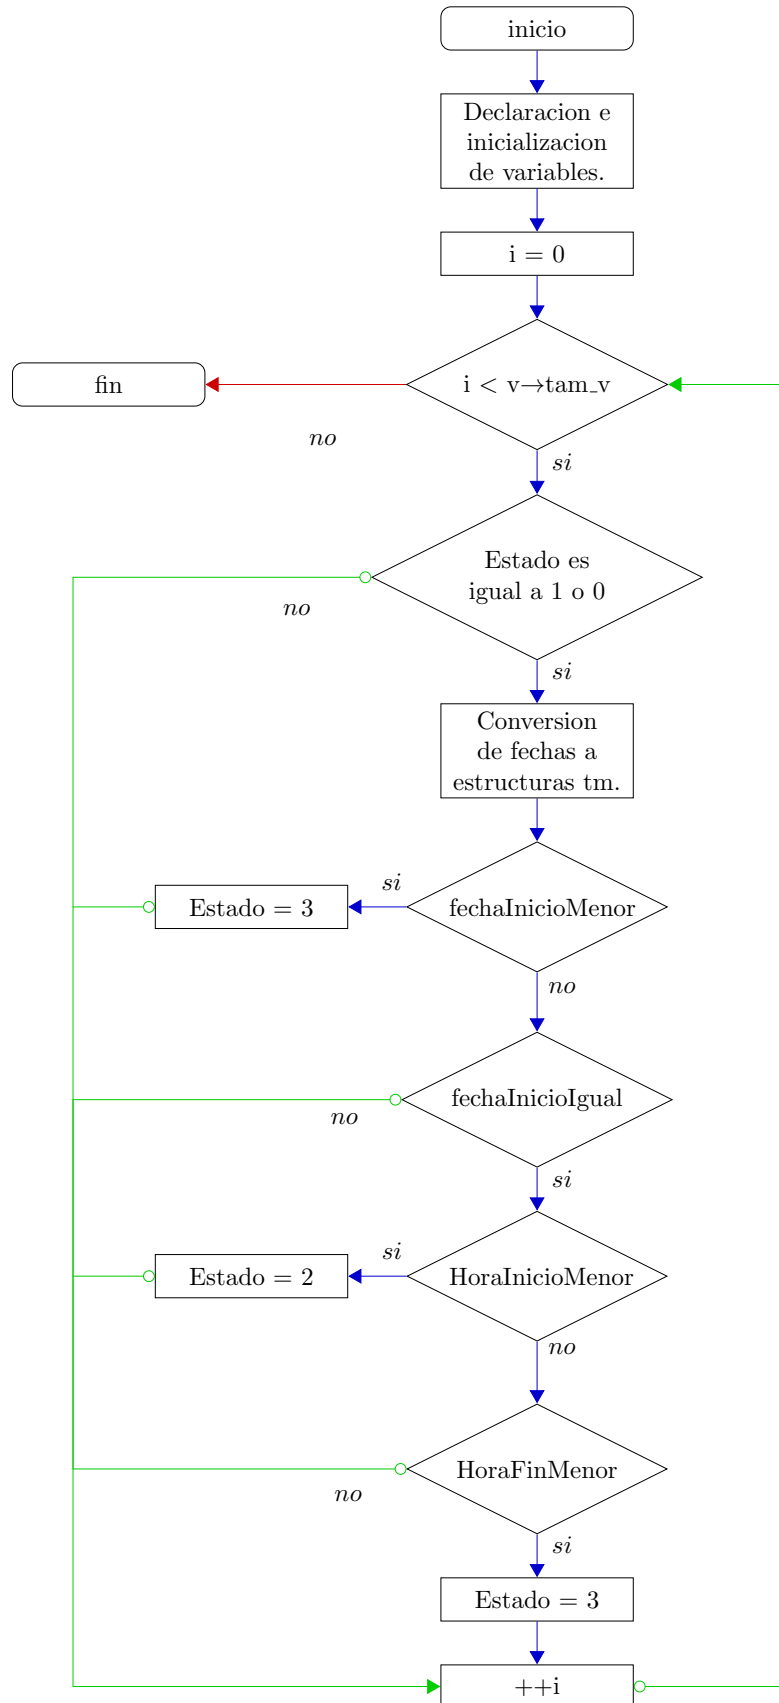 inicio
Declaracion e
inicializacion
de variables.
i = 0
fin
i < v→tam_v
no
si
Estado es
igual a 1 o 0
no
si
Conversion
de fechas a
estructuras tm.
si
Estado = 3
fechaInicioMenor
no
fechaInicioIgual
no
si
si
Estado = 2
HoraInicioMenor
no
HoraFinMenor
no
si
Estado = 3
++i